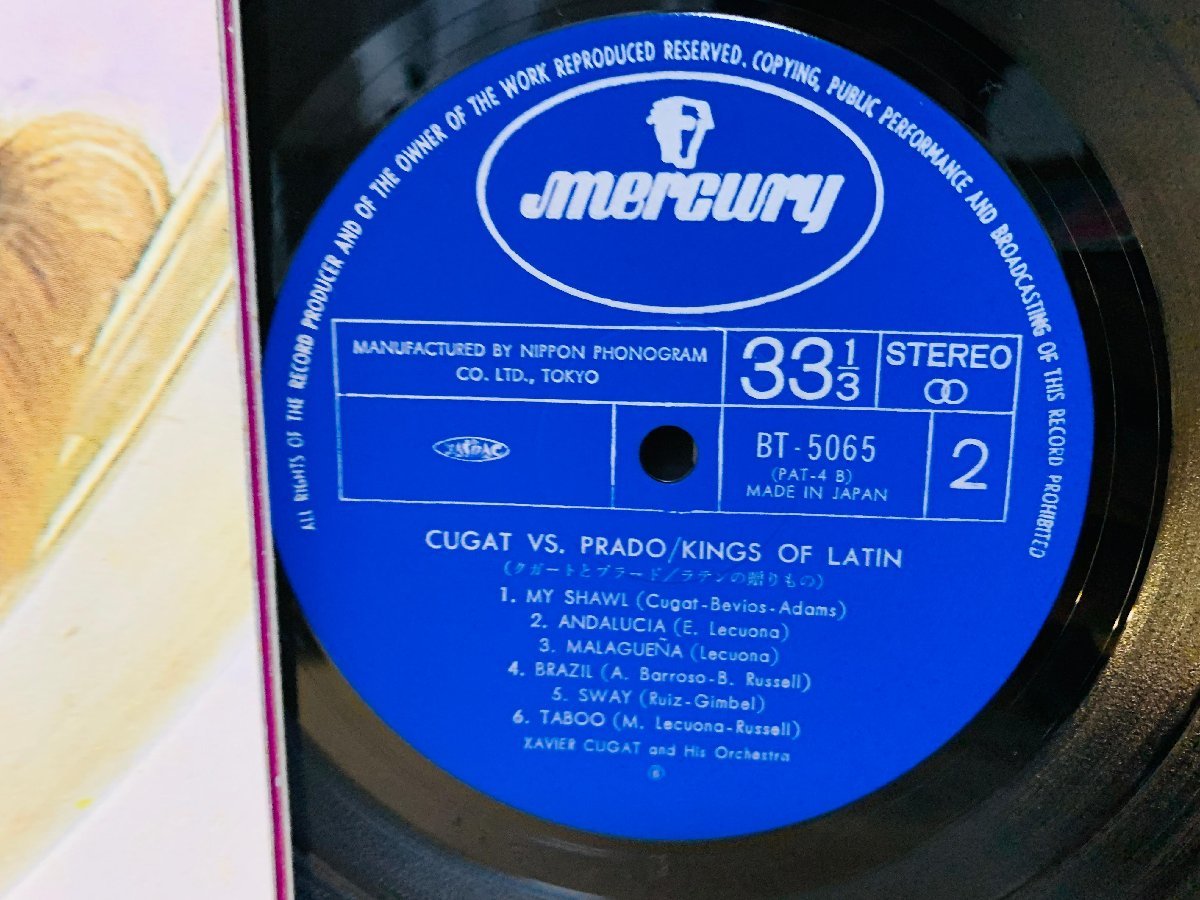 ALL RIGHTS OF THE RECORD PRODUCER AND OF THE OWNER OF THE WORK REPRODUCED RESERVED. COPYING, PUBLIC PERFORMANCE AND BROADCASTING OF THIS RECORD PROHIBITED
mercury
MANUFACTURED BY NIPPON PHONOGRAM
CO. LTD., TOKYO
33 1/3
STEREO
BT-5065
(PAT-4 B)
MADE IN JAPAN
2
CUGAT VS. PRADO/KINGS OF LATIN
(クガートとプラード/ラテンの贈りもの)
1. MY SHAWL (Cugat-Bevios-Adams)
2. ANDALUCIA (E. Lecuona)
3. MALAGUEÑA (Lecuona)
4. BRAZIL (A. Barroso-B. Russell)
5. SWAY (Ruiz-Gimbel)
6. TABOO (M. Lecuona-Russell)
XAVIER CUGAT and His Orchestra